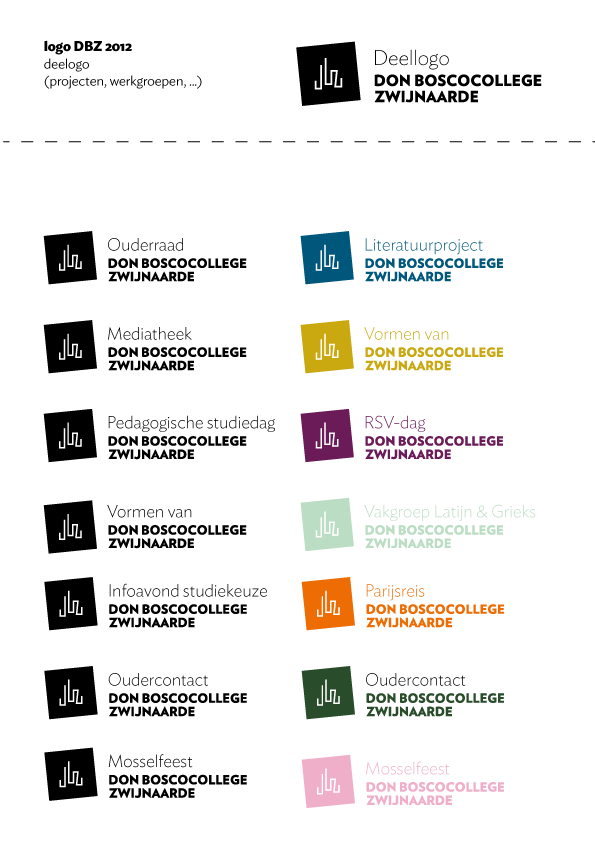 logo DBZ 2012
deelogo
(projecten, werkgroepen, ...)
Deellogo
DON BOSCOCOLLEGE
ZWIJNAARDE
Ouderraad
DON BOSCOCOLLEGE
ZWIJNAARDE
Literatuurproject
DON BOSCOCOLLEGE
ZWIJNAARDE
Mediatheek
DON BOSCOCOLLEGE
ZWIJNAARDE
Vormen van
DON BOSCOCOLLEGE
ZWIJNAARDE
Pedagogische studiedag
DON BOSCOCOLLEGE
ZWIJNAARDE
RSV-dag
DON BOSCOCOLLEGE
ZWIJNAARDE
Vormen van
DON BOSCOCOLLEGE
ZWIJNAARDE
Vakgroep Latijn & Grieks
DON BOSCOCOLLEGE
ZWIJNAARDE
Infoavond studiekeuze
DON BOSCOCOLLEGE
ZWIJNAARDE
Parijsreis
DON BOSCOCOLLEGE
ZWIJNAARDE
Oudercontact
DON BOSCOCOLLEGE
ZWIJNAARDE
Oudercontact
DON BOSCOCOLLEGE
ZWIJNAARDE
Mosselfeest
DON BOSCOCOLLEGE
ZWIJNAARDE
Mosselfeest
DON BOSCOCOLLEGE
ZWIJNAARDE